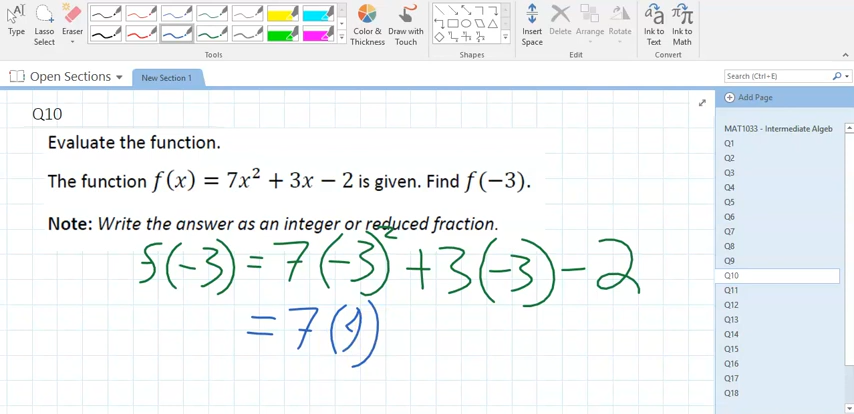 Type
Lasso
Select
Eraser
Color &
Thickness
Draw with
Touch
Insert
Space
Delete
Arrange
Rotate
Ink to
Text
Ink to
Math
Tools
Shapes
Edit
Convert
Open Sections
New Section 1
Search (Ctrl+E)
Add Page
Q10
Evaluate the function.
The function f(x) = 7x² + 3x − 2 is given. Find f(−3).
Note: Write the answer as an integer or reduced fraction.
f(-3) = 7(-3)² + 3(-3) - 2
= 7( )
MAT1033 - Intermediate Algeb
Q1
Q2
Q3
Q4
Q5
Q6
Q7
Q8
Q9
Q10
Q11
Q12
Q13
Q14
Q15
Q16
Q17
Q18